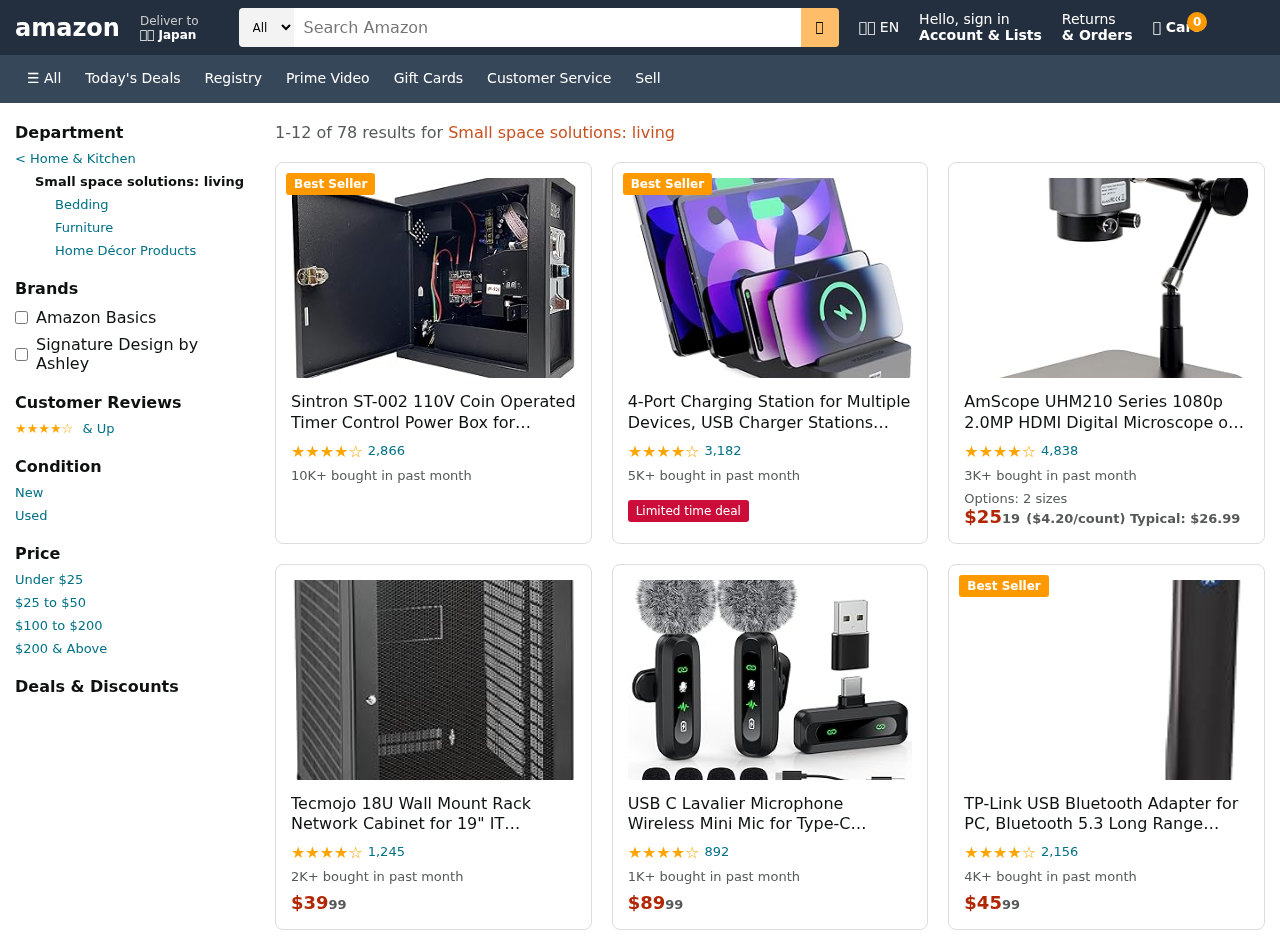 amazon
Deliver to
Japan
All
Search Amazon
EN
Hello, sign in
Account & Lists
Returns
& Orders
0
☰ All
Today's Deals
Registry
Prime Video
Gift Cards
Customer Service
Sell
Department
< Home & Kitchen
Small space solutions: living
Bedding
Furniture
Home Décor Products
Brands
Amazon Basics
Signature Design by
Ashley
Customer Reviews
★★★★☆ & Up
Condition
New
Used
Price
Under $25
$25 to $50
$100 to $200
$200 & Above
Deals & Discounts
1-12 of 78 results for Small space solutions: living
Best Seller
Sintron ST-002 110V Coin Operated
Timer Control Power Box for…
★★★★☆ 2,866
10K+ bought in past month
Best Seller
4-Port Charging Station for Multiple
Devices, USB Charger Stations…
★★★★☆ 3,182
5K+ bought in past month
Limited time deal
AmScope UHM210 Series 1080p
2.0MP HDMI Digital Microscope o…
★★★★☆ 4,838
3K+ bought in past month
Options: 2 sizes
$25 19 ($4.20/count) Typical: $26.99
Tecmojo 18U Wall Mount Rack
Network Cabinet for 19" IT…
★★★★☆ 1,245
2K+ bought in past month
$39 99
USB C Lavalier Microphone
Wireless Mini Mic for Type-C…
★★★★☆ 892
1K+ bought in past month
$89 99
Best Seller
TP-Link USB Bluetooth Adapter for
PC, Bluetooth 5.3 Long Range…
★★★★☆ 2,156
4K+ bought in past month
$45 99